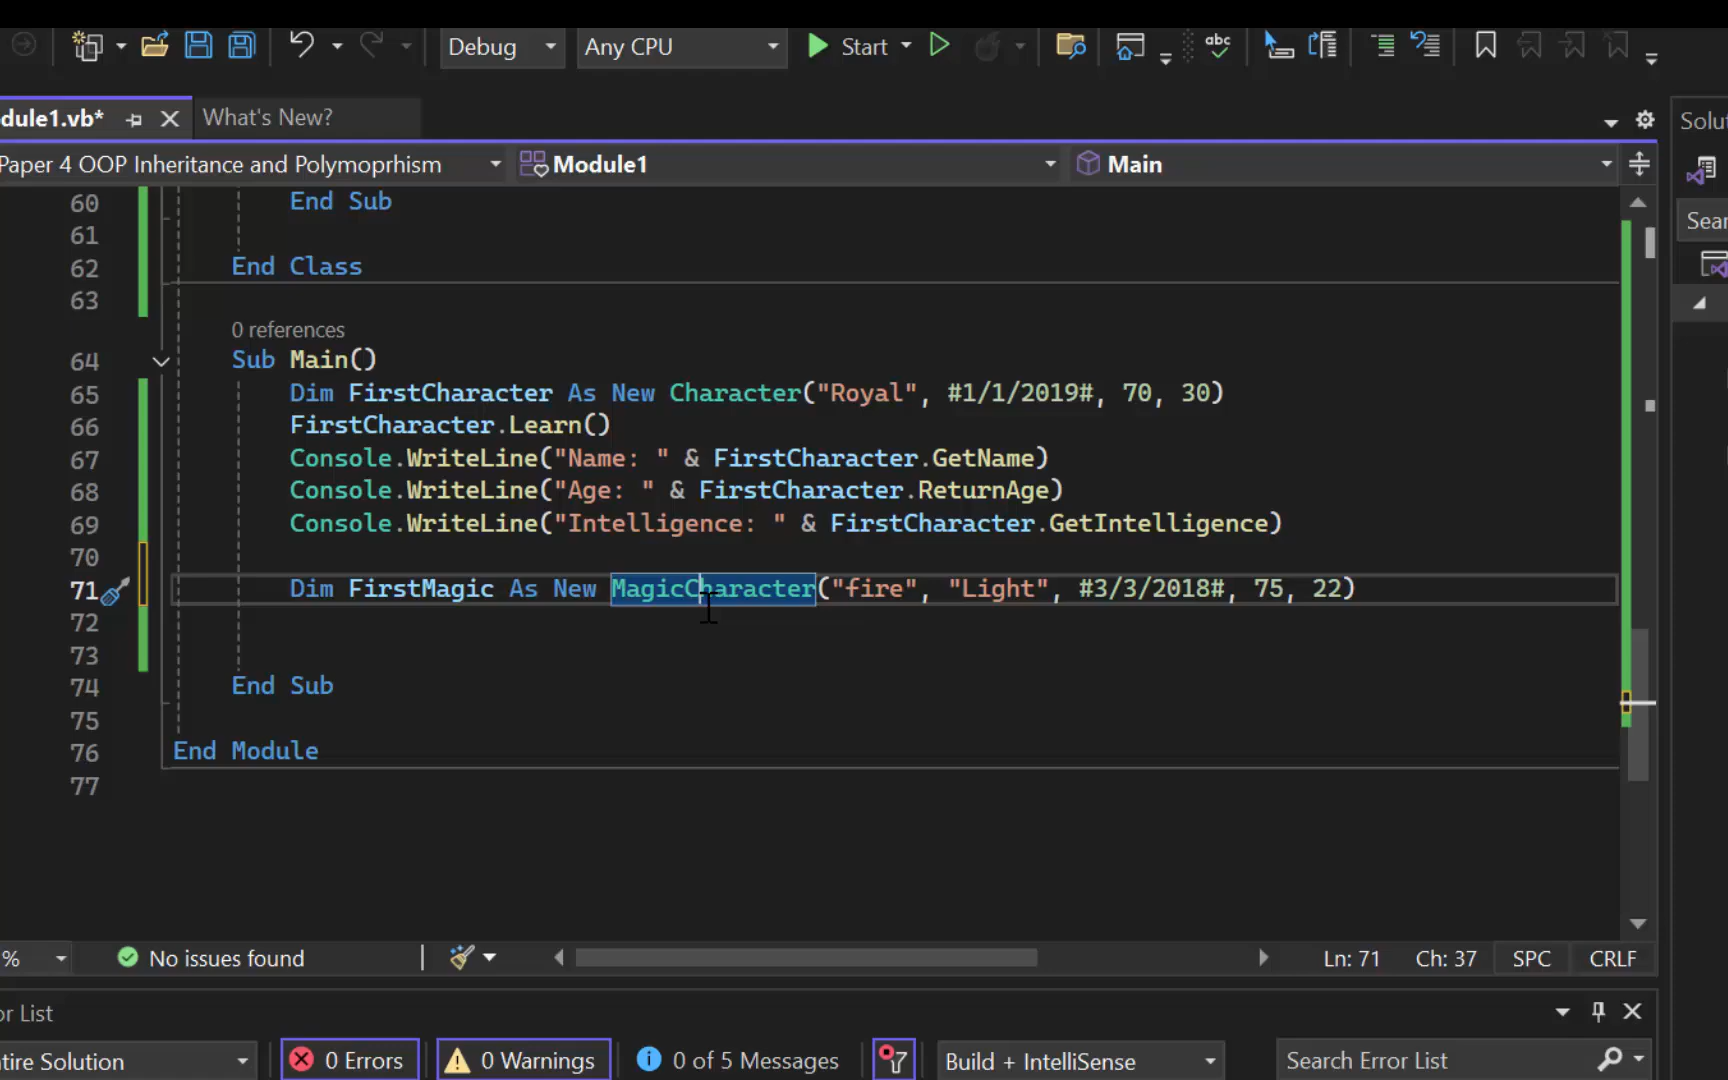 Debug Any CPU Start abc
dule1.vb* What's New?
Solut
Paper 4 OOP Inheritance and Polymoprhism Module1 Main
60 End Sub
61
62 End Class
63
0 references
64 Sub Main()
65 Dim FirstCharacter As New Character("Royal", #1/1/2019#, 70, 30)
66 FirstCharacter.Learn()
67 Console.WriteLine("Name: " & FirstCharacter.GetName)
68 Console.WriteLine("Age: " & FirstCharacter.ReturnAge)
69 Console.WriteLine("Intelligence: " & FirstCharacter.GetIntelligence)
70
71 Dim FirstMagic As New MagicCharacter("fire", "Light", #3/3/2018#, 75, 22)
72
73
74 End Sub
75
76 End Module
77
Sear
% No issues found Ln: 71 Ch: 37 SPC CRLF
or List
tire Solution 0 Errors 0 Warnings 0 of 5 Messages Build + IntelliSense Search Error List